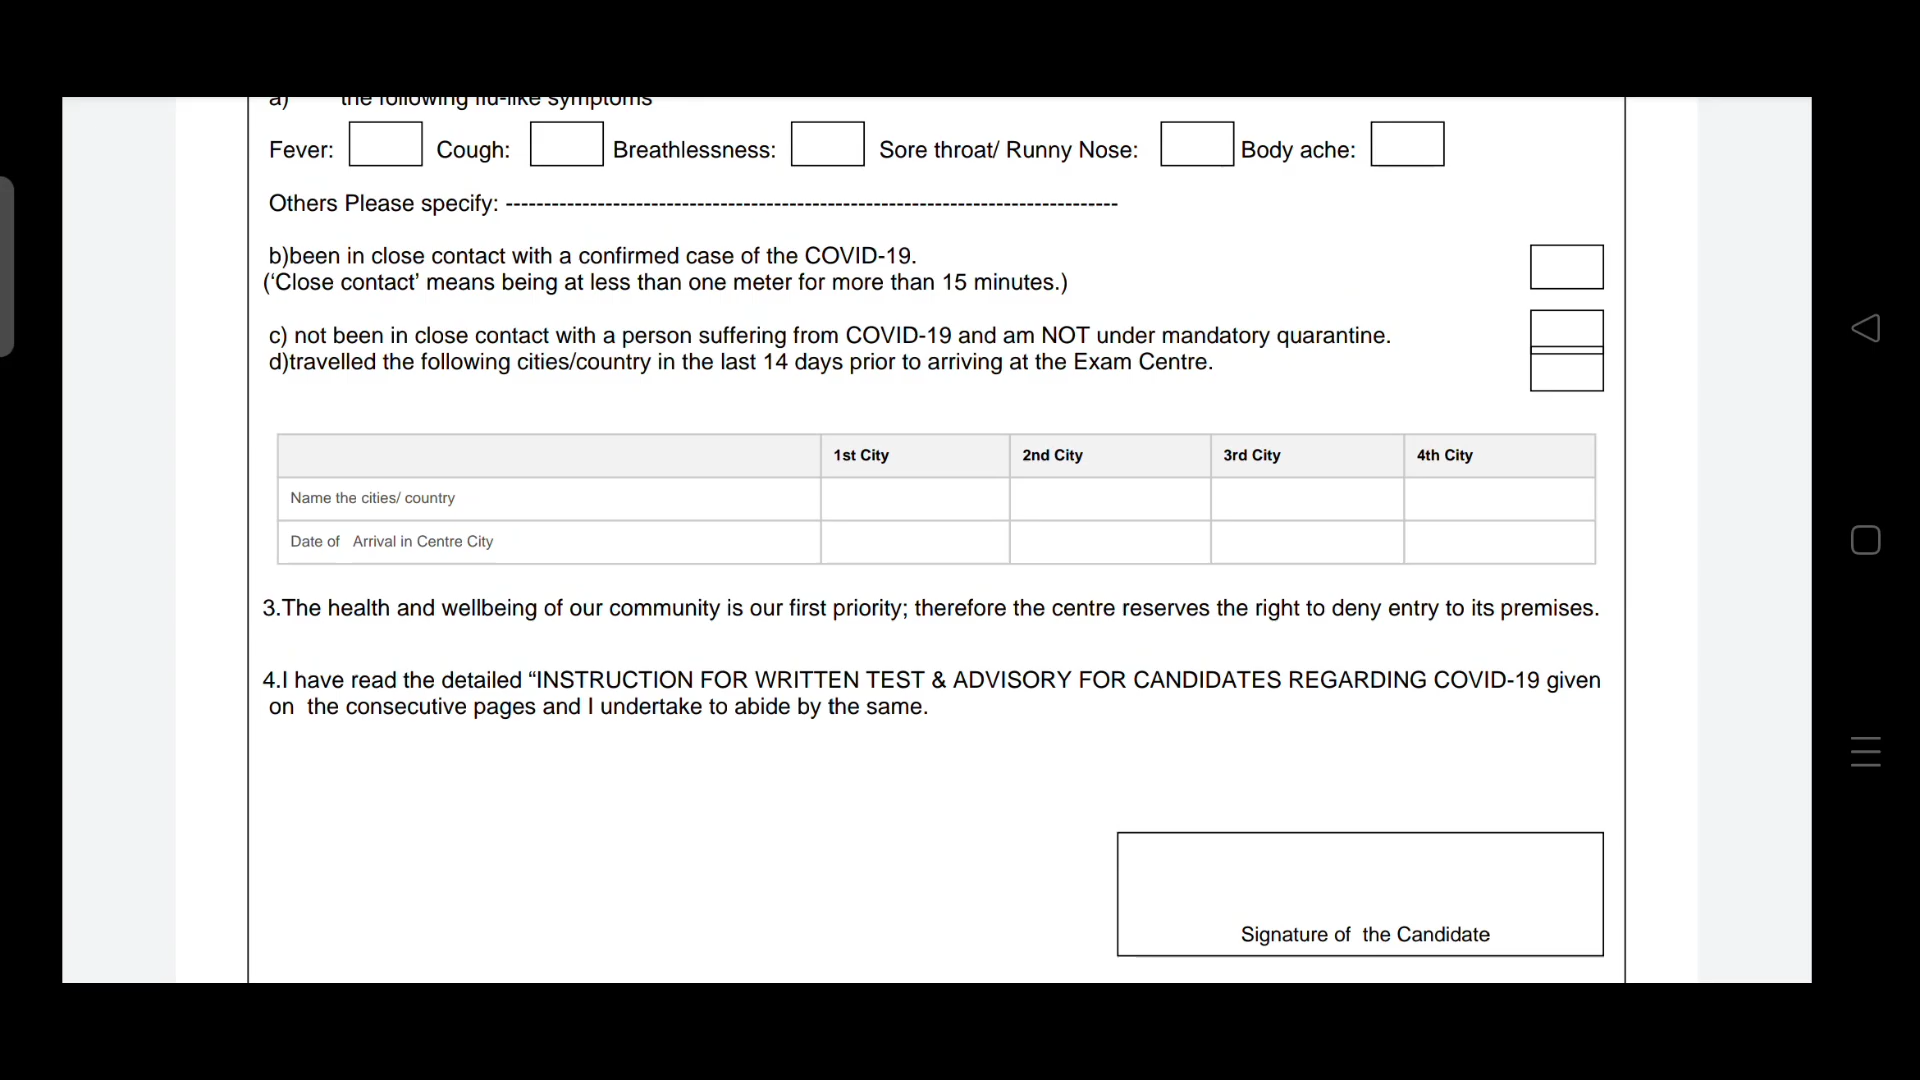 a) the following flu-like symptoms
Fever: Cough: Breathlessness: Sore throat/ Runny Nose: Body ache:
Others Please specify: --------------------------------------------------------------------------------
b)been in close contact with a confirmed case of the COVID-19.
(‘Close contact’ means being at less than one meter for more than 15 minutes.)
c) not been in close contact with a person suffering from COVID-19 and am NOT under mandatory quarantine.
d)travelled the following cities/country in the last 14 days prior to arriving at the Exam Centre.
1st City 2nd City 3rd City 4th City
Name the cities/ country
Date of Arrival in Centre City
3.The health and wellbeing of our community is our first priority; therefore the centre reserves the right to deny entry to its premises.
4.I have read the detailed “INSTRUCTION FOR WRITTEN TEST & ADVISORY FOR CANDIDATES REGARDING COVID-19 given
on the consecutive pages and I undertake to abide by the same.
Signature of the Candidate